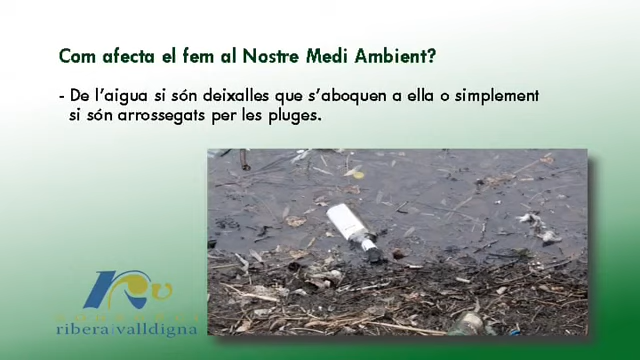 Com afecta el fem al Nostre Medi Ambient?
- De l'aigua si són deixalles que s'aboquen a ella o simplement
si són arrossegats per les pluges.
ribera|valldigna